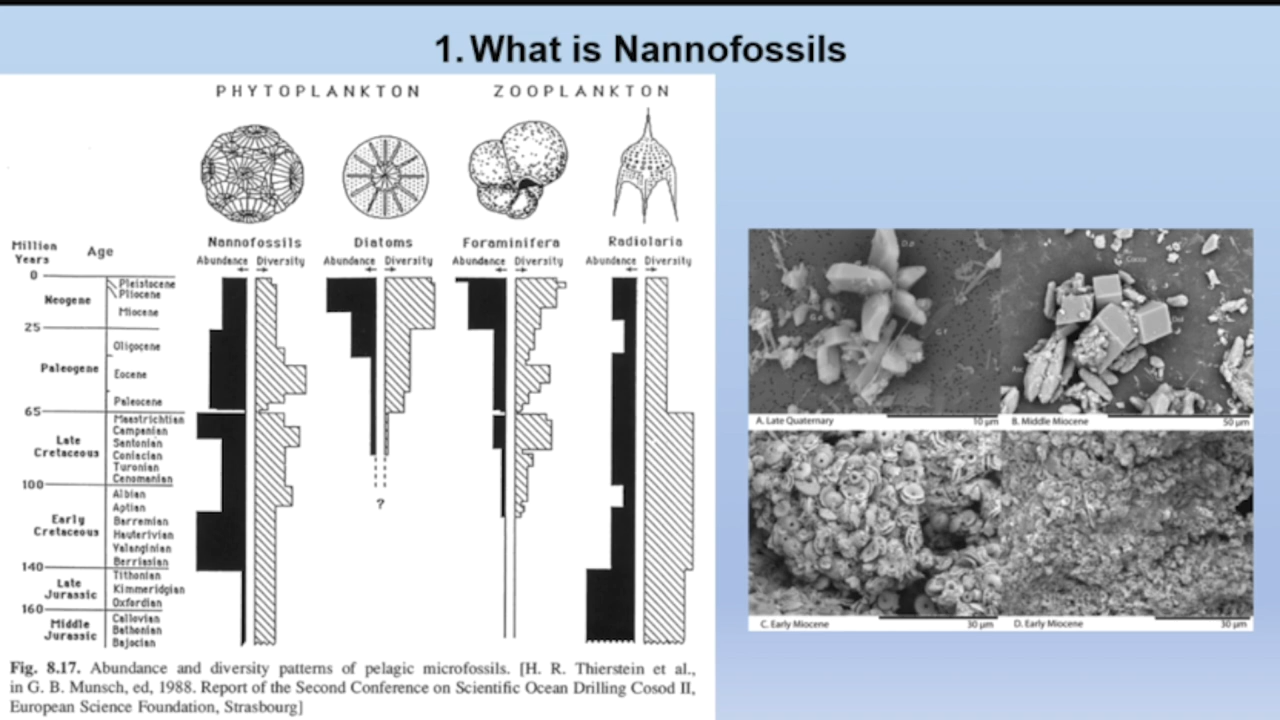 1. What is Nannofossils
PHYTOPLANKTON
ZOOPLANKTON
Nannofossils
Diatoms
Foraminifera
Radiolaria
Million Years
Age
Abundance Diversity
Abundance Diversity
Abundance Diversity
Abundance Diversity
0
Neogene
Pleistocene
Pliocene
Miocene
25
Oligocene
Paleogene
Eocene
Paleocene
65
Maastrichtian
Campanian
Late Cretaceous
Santonian
Coniacian
Turonian
Cenomanian
100
Albian
Aptian
Early Cretaceous
Barremian
Hauterivian
Valanginian
Berriasian
140
Tithonian
Late Jurassic
Kimmeridgian
Oxfordian
160
Callovian
Middle Jurassic
Bathonian
Bajocian
?
Fig. 8.17. Abundance and diversity patterns of pelagic microfossils. [H. R. Thierstein et al.,
in G. B. Munsch, ed, 1988. Report of the Second Conference on Scientific Ocean Drilling Cosod II,
European Science Foundation, Strasbourg]
A. Late Quaternary
10 µm
B. Middle Miocene
50 µm
C. Early Miocene
30 µm
D. Early Miocene
30 µm